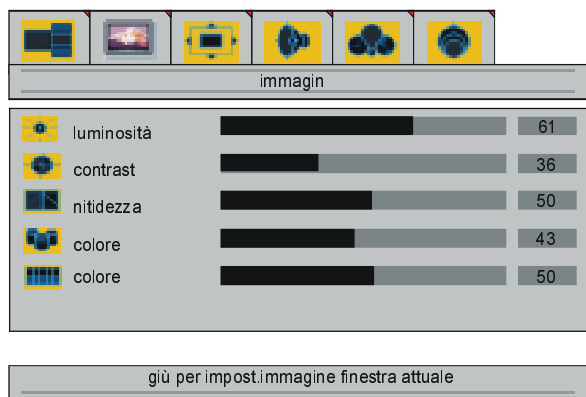 immagin
luminosità 61
contrast 36
nitidezza 50
colore 43
colore 50
giù per impost.immagine finestra attuale